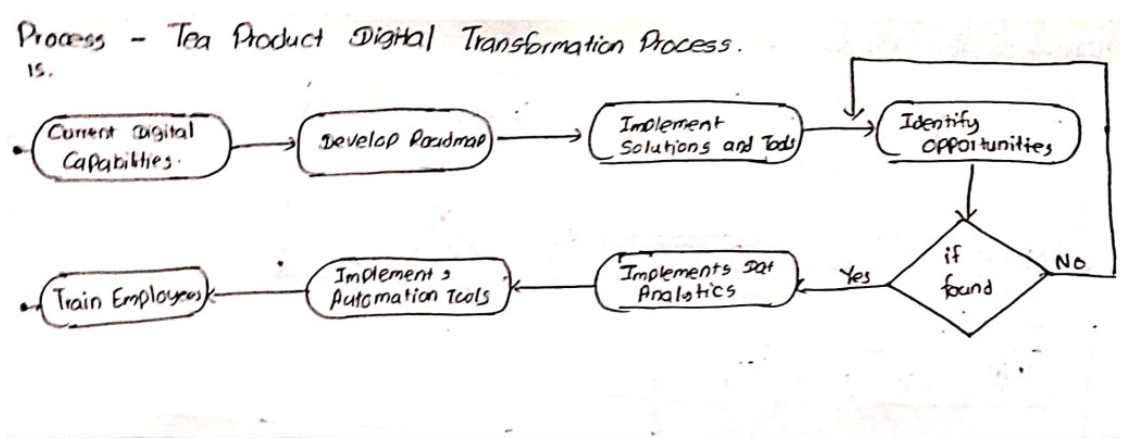 Process - Tea Product Digital Transformation Process.
is.
Current Digital
Capabilities.
Develop Roadmap
Implement
Solutions and Tools
Identify
opportunities
if
found
No
Yes
Implements Dat
Analytics
Implement s
Automation Tools
Train Employees